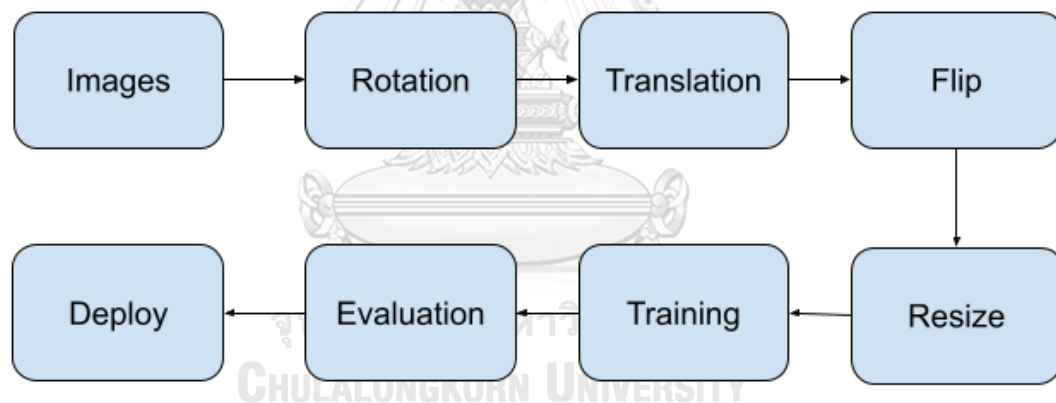 Images
Rotation
Translation
Flip
Resize
Training
Evaluation
Deploy
CHULALONGKORN UNIVERSITY